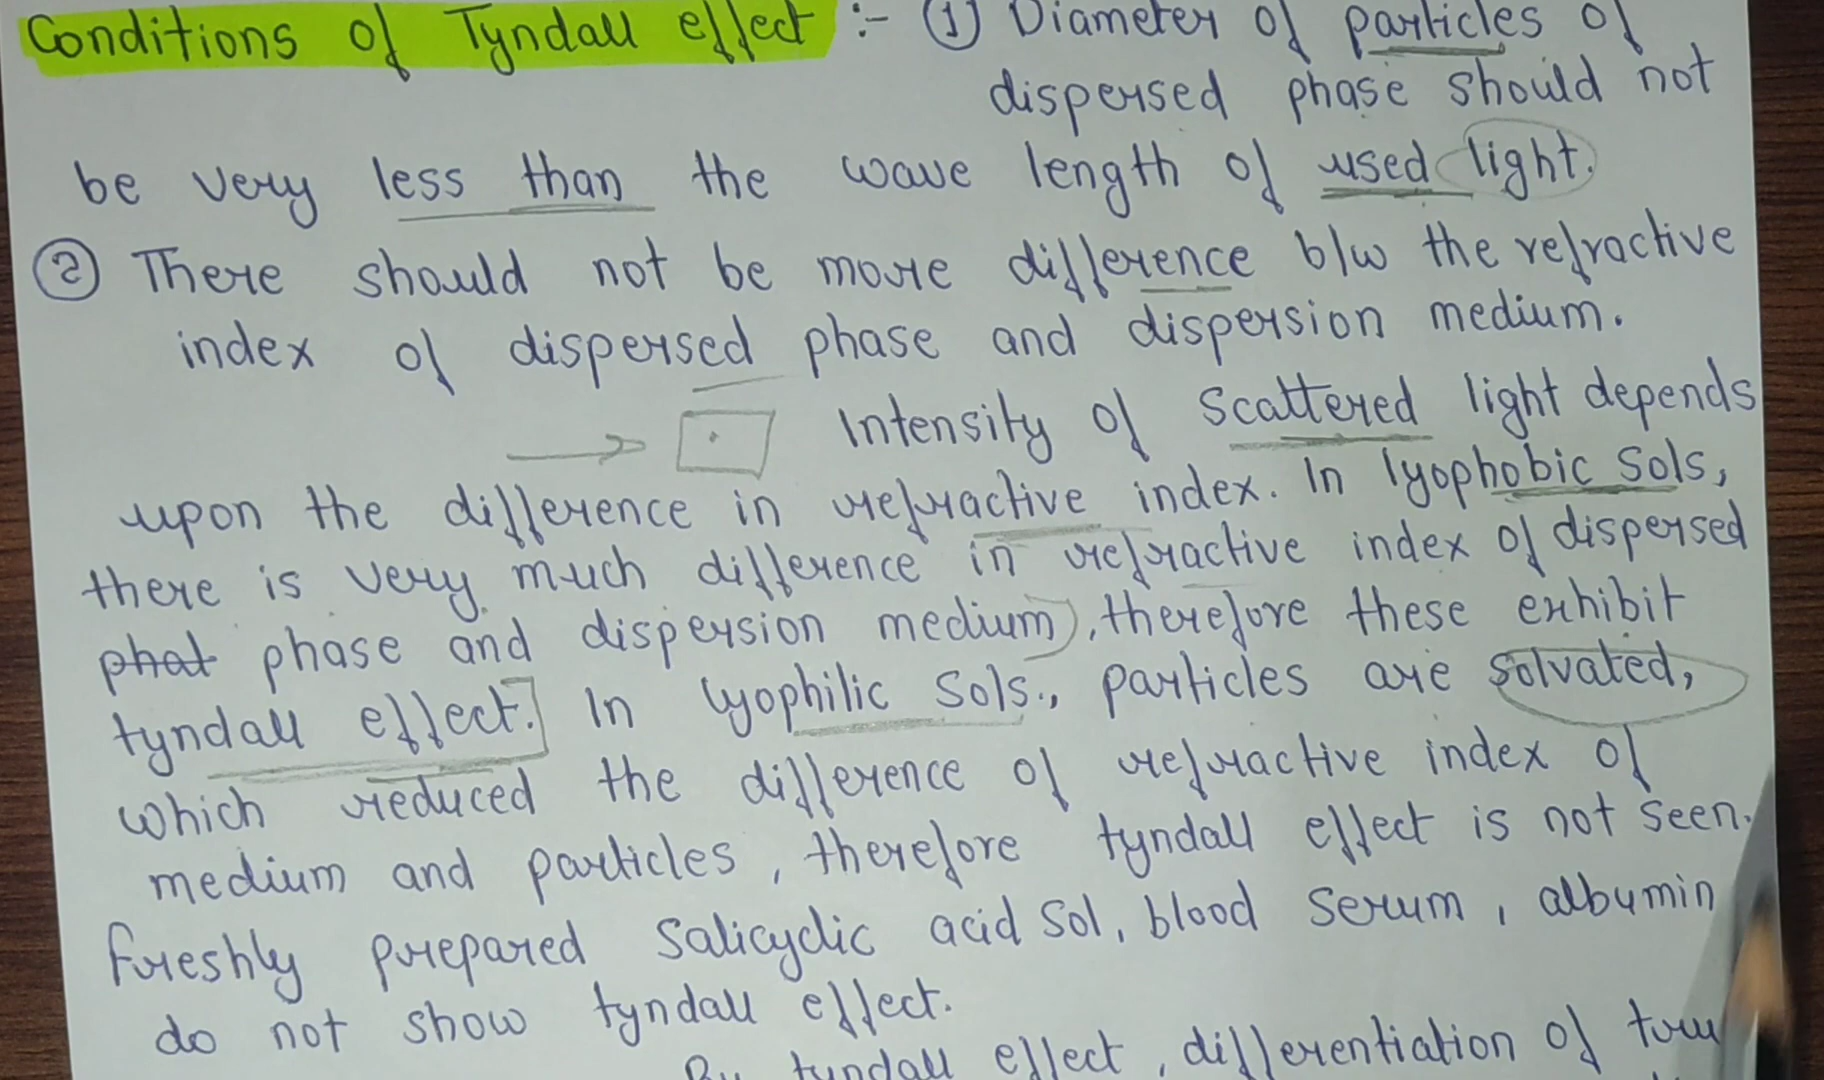 Conditions of Tyndall effect :- ① Diameter of particles of
dispersed phase should not
be very less than the wave length of used light.
② There should not be more difference b/w the refractive
index of dispersed phase and dispersion medium.
Intensity of scattered light depends
upon the difference in refractive index. In lyophobic sols,
there is very much difference in refractive index of dispersed
phat phase and dispersion medium, therefore these exhibit
tyndall effect. In lyophilic sols., particles are solvated,
which reduced the difference of refractive index of
medium and particles, therefore tyndall effect is not seen.
freshly prepared salicyclic acid sol, blood serum, albumin
do not show tyndall effect.
By tyndall effect, differentiation of